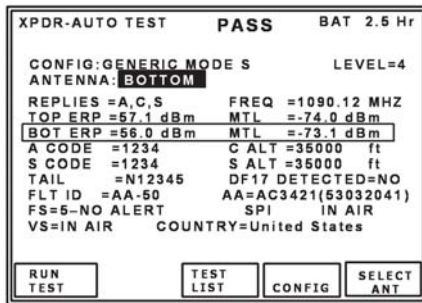 XPDR-AUTO TEST PASS BAT 2.5 Hr
CONFIG:GENERIC MODE S LEVEL=4
ANTENNA: BOTTOM
REPLIES =A,C,S FREQ =1090.12 MHZ
TOP ERP =57.1 dBm MTL =-74.0 dBm
BOT ERP =56.0 dBm MTL =-73.1 dBm
A CODE =1234 C ALT =35000 ft
S CODE =1234 S ALT =35000 ft
TAIL =N12345 DF17 DETECTED=NO
FLT ID =AA-50 AA=AC3421(53032041)
FS=5–NO ALERT SPI IN AIR
VS=IN AIR COUNTRY=United States
RUN TEST LIST CONFIG SELECT
TEST ANT